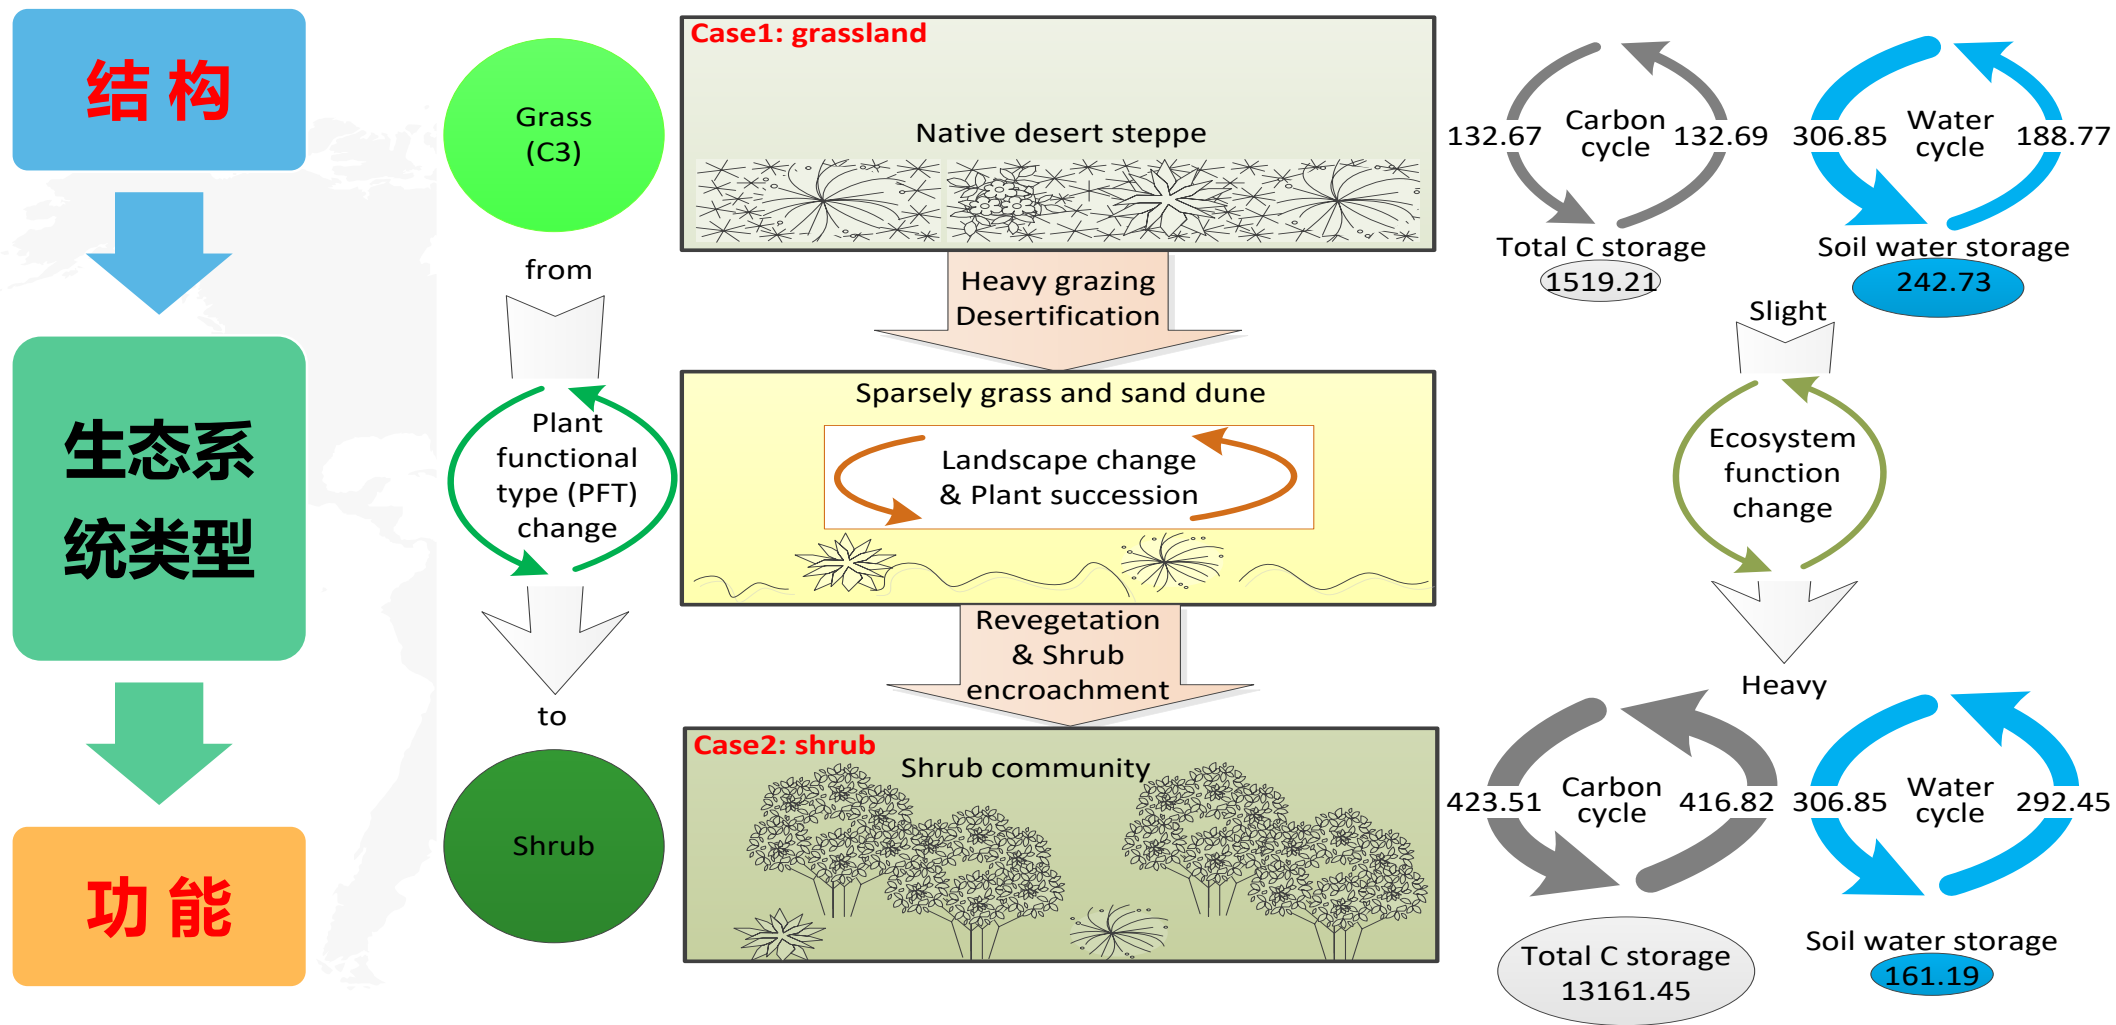 结 构
生态系
统类型
功 能
Grass
(C3)
from
Plant
functional
type (PFT)
change
to
Shrub
Case1: grassland
Native desert steppe
Heavy grazing
Desertification
Sparsely grass and sand dune
Landscape change
& Plant succession
Revegetation
& Shrub
encroachment
Case2: shrub
Shrub community
132.67
Carbon
cycle
132.69
306.85
Water
cycle
188.77
Total C storage
1519.21
Soil water storage
242.73
Slight
Ecosystem
function
change
Heavy
423.51
Carbon
cycle
416.82
306.85
Water
cycle
292.45
Total C storage
13161.45
Soil water storage
161.19